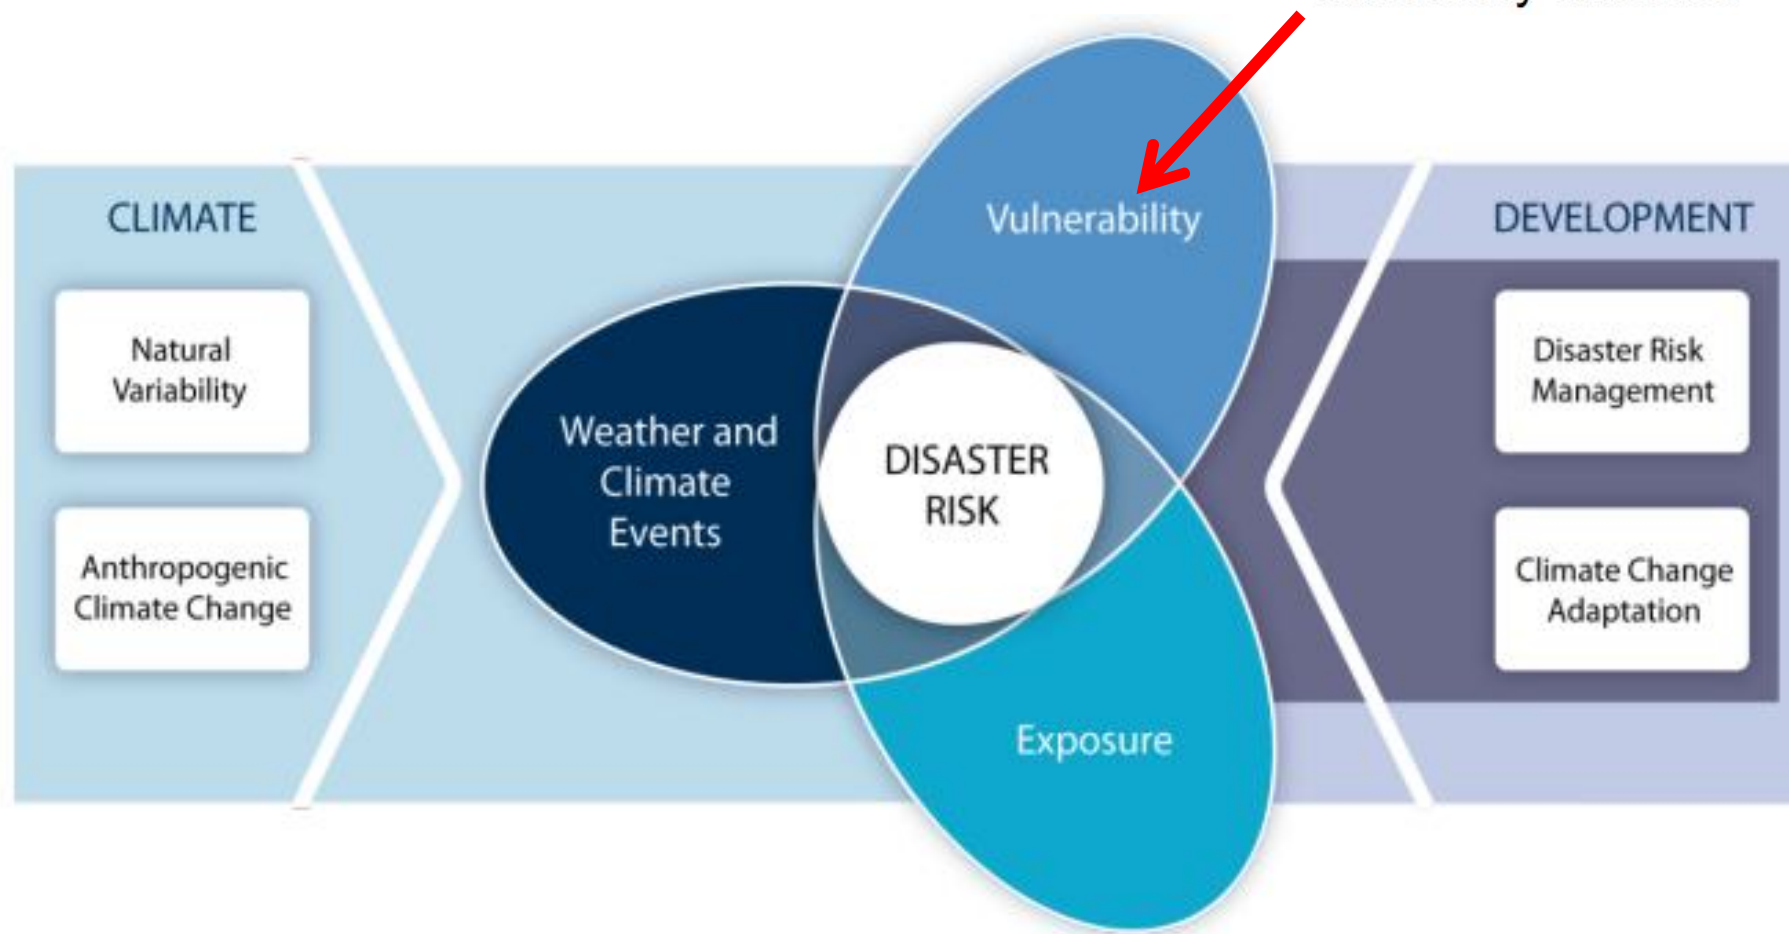 CLIMATE
Natural
Variability
Anthropogenic
Climate Change
Weather and
Climate
Events
Vulnerability
DISASTER
RISK
Exposure
DEVELOPMENT
Disaster Risk
Management
Climate Change
Adaptation